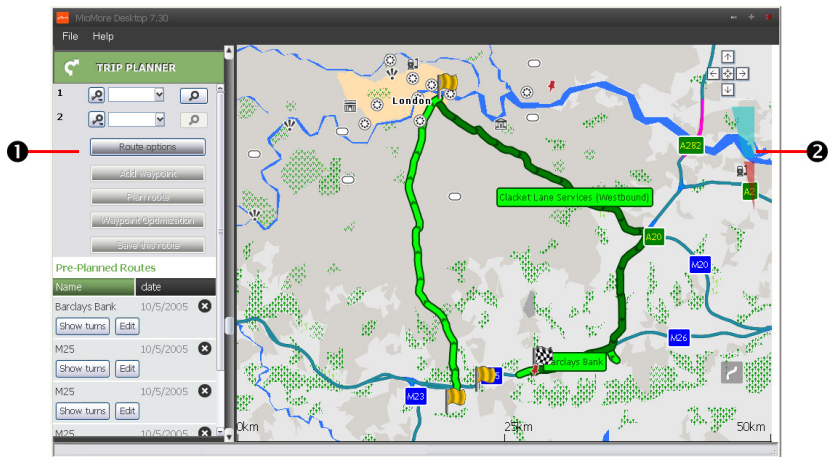 MioMore Desktop 7.30
File Help
TRIP PLANNER
1
2
Route options
Add waypoint
Plan route
Waypoint Optimization
Save this route
Pre-Planned Routes
Name date
Barclays Bank 10/5/2005
Show turns Edit
M25 10/5/2005
Show turns Edit
M25 10/5/2005
Show turns Edit
M25 10/5/2005
London
A282
A2
Clacket Lane Services (Westbound)
A20
M20
M26
Barclays Bank
5
M23
0km 25km 50km
1
2